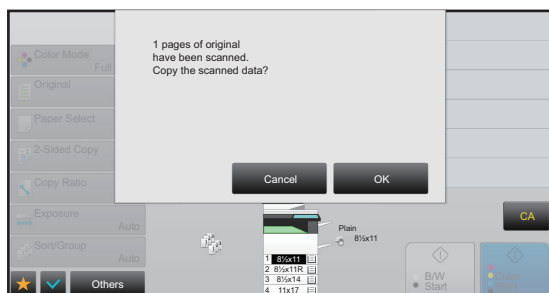 1 pages of original
have been scanned.
Copy the scanned data?
Cancel
OK
Color Mode
Full
Original
Paper Select
2-Sided Copy
Copy Ratio
Exposure
Auto
Sort/Group
Auto
Others
Plain
8½x11
1 8½x11
2 8½x11R
3 8½x14
4 11x17
CA
B/W
Start
Color
Start